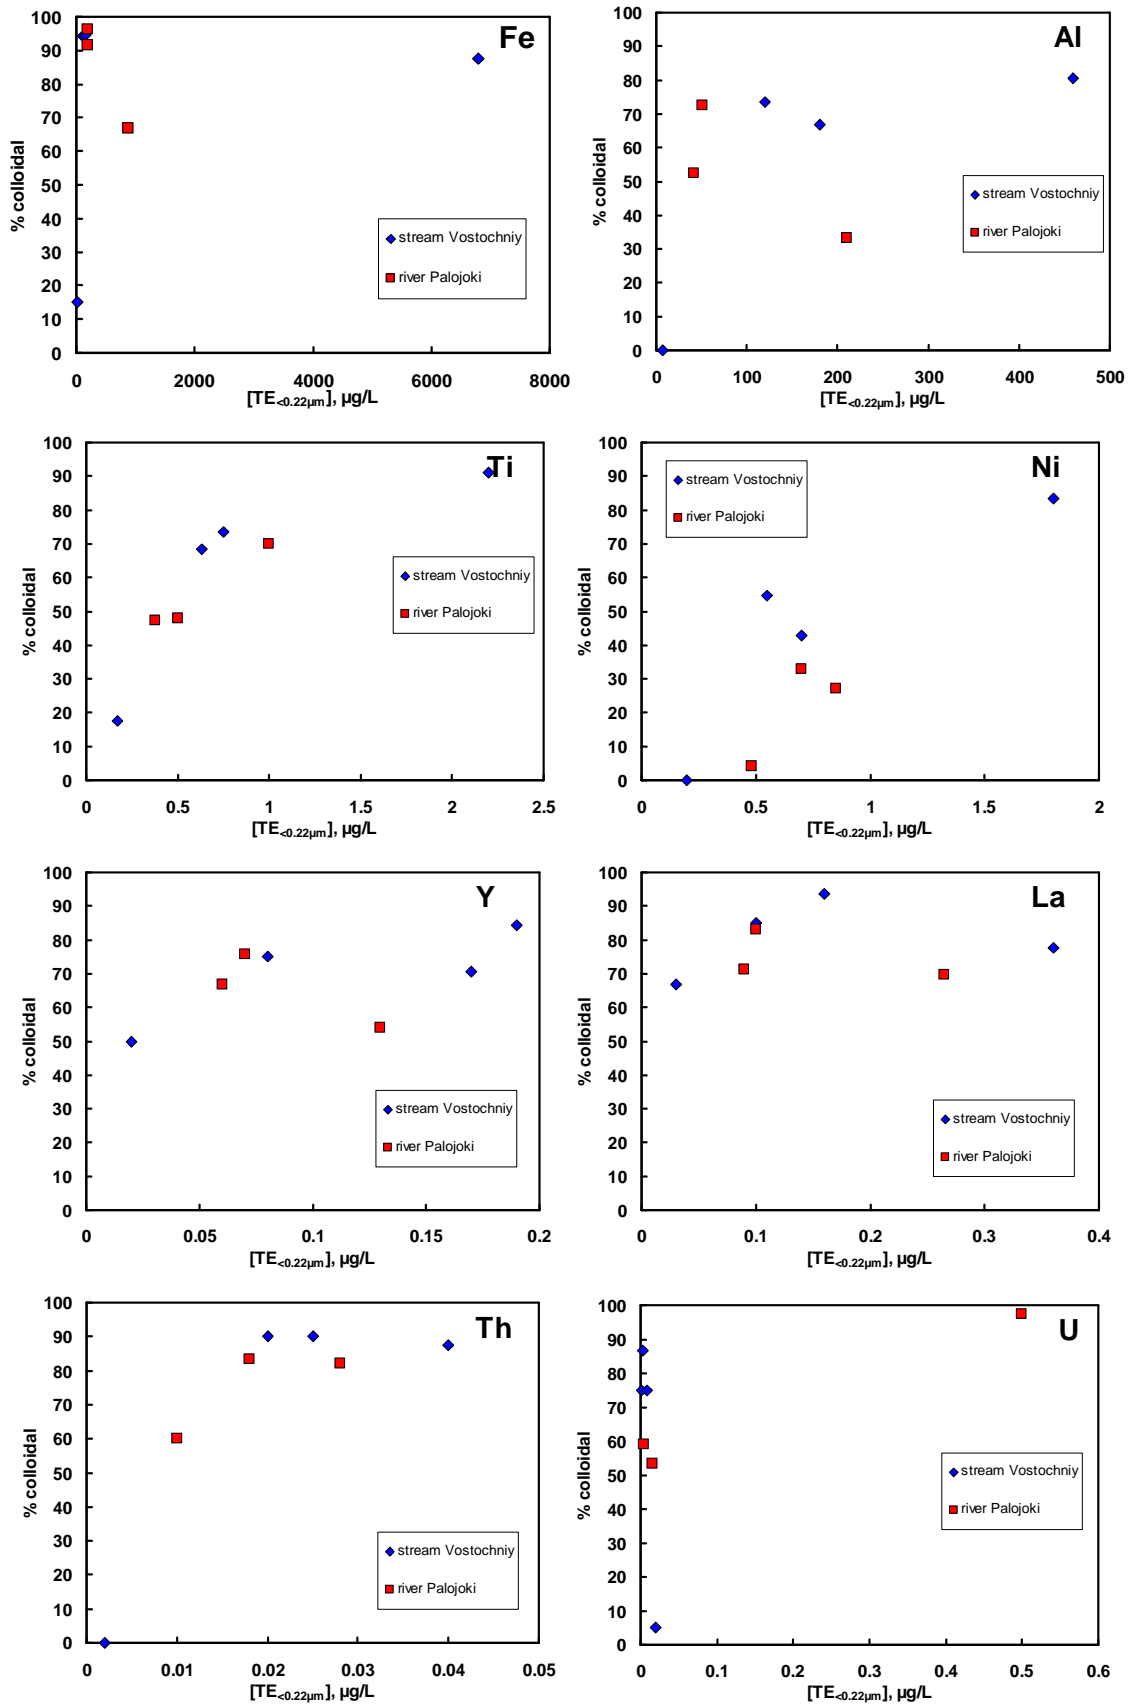 Fe
% colloidal
100
90
80
70
60
50
40
30
20
10
0
stream Vostochniy
river Palojoki
0 2000 4000 6000 8000
[TE<0.22µm], µg/L
Al
% colloidal
100
90
80
70
60
50
40
30
20
10
0
stream Vostochniy
river Palojoki
0 100 200 300 400 500
[TE<0.22µm], µg/L
Ti
% colloidal
100
90
80
70
60
50
40
30
20
10
0
stream Vostochniy
river Palojoki
0 0.5 1 1.5 2 2.5
[TE<0.22µm], µg/L
Ni
% colloidal
100
90
80
70
60
50
40
30
20
10
0
stream Vostochniy
river Palojoki
0 0.5 1 1.5 2
[TE<0.22µm], µg/L
Y
% colloidal
100
90
80
70
60
50
40
30
20
10
0
stream Vostochniy
river Palojoki
0 0.05 0.1 0.15 0.2
[TE<0.22µm], µg/L
La
% colloidal
100
90
80
70
60
50
40
30
20
10
0
stream Vostochniy
river Palojoki
0 0.1 0.2 0.3 0.4
[TE<0.22µm], µg/L
Th
% colloidal
100
90
80
70
60
50
40
30
20
10
0
stream Vostochniy
river Palojoki
0 0.01 0.02 0.03 0.04 0.05
[TE<0.22µm], µg/L
U
% colloidal
100
90
80
70
60
50
40
30
20
10
0
stream Vostochniy
river Palojoki
0 0.1 0.2 0.3 0.4 0.5 0.6
[TE<0.22µm], µg/L